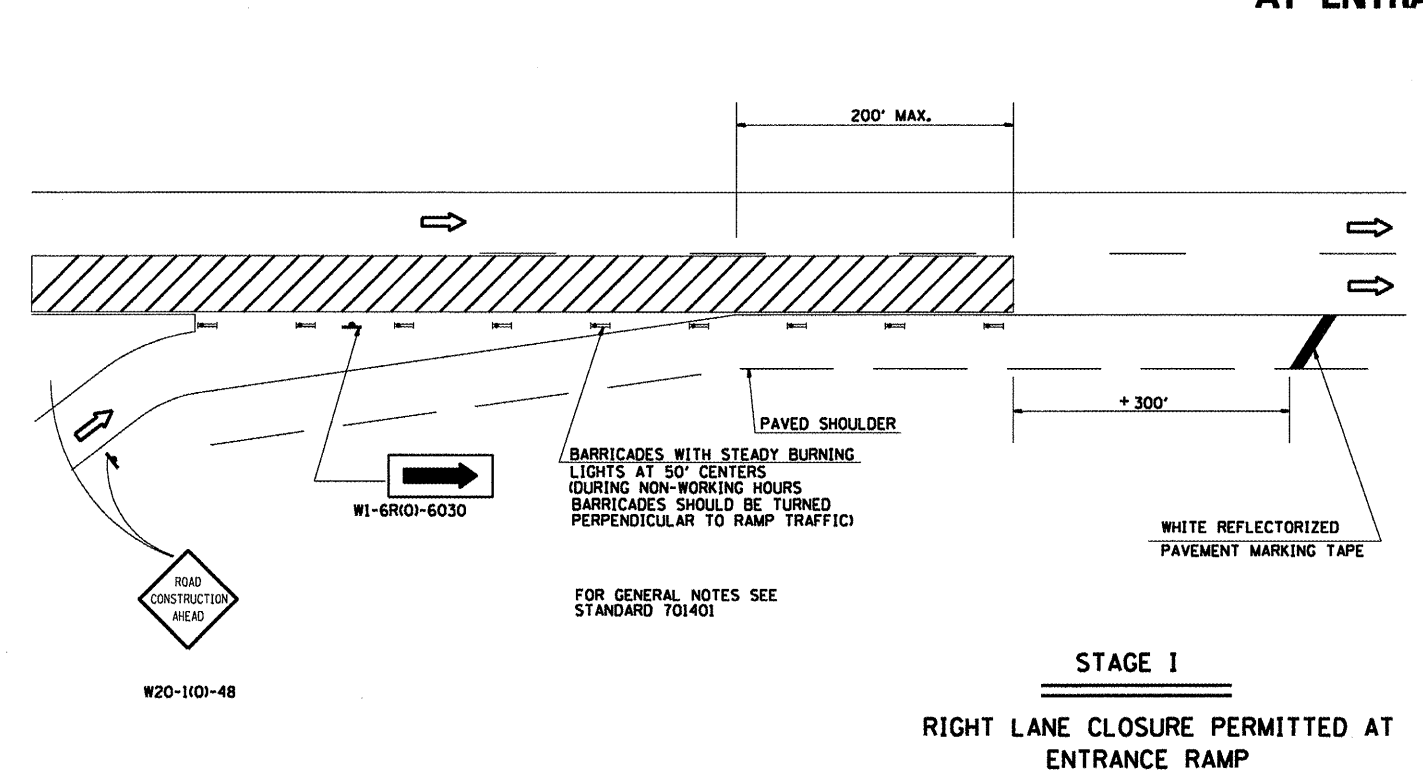 200' MAX.
PAVED SHOULDER
+ 300'
BARRICADES WITH STEADY BURNING
LIGHTS AT 50' CENTERS
(DURING NON-WORKING HOURS
BARRICADES SHOULD BE TURNED
PERPENDICULAR TO RAMP TRAFFIC)
W1-6R(O)-6030
WHITE REFLECTORIZED
PAVEMENT MARKING TAPE
ROAD
CONSTRUCTION
AHEAD
W20-1(O)-48
FOR GENERAL NOTES SEE
STANDARD 701401
STAGE I
RIGHT LANE CLOSURE PERMITTED AT
ENTRANCE RAMP